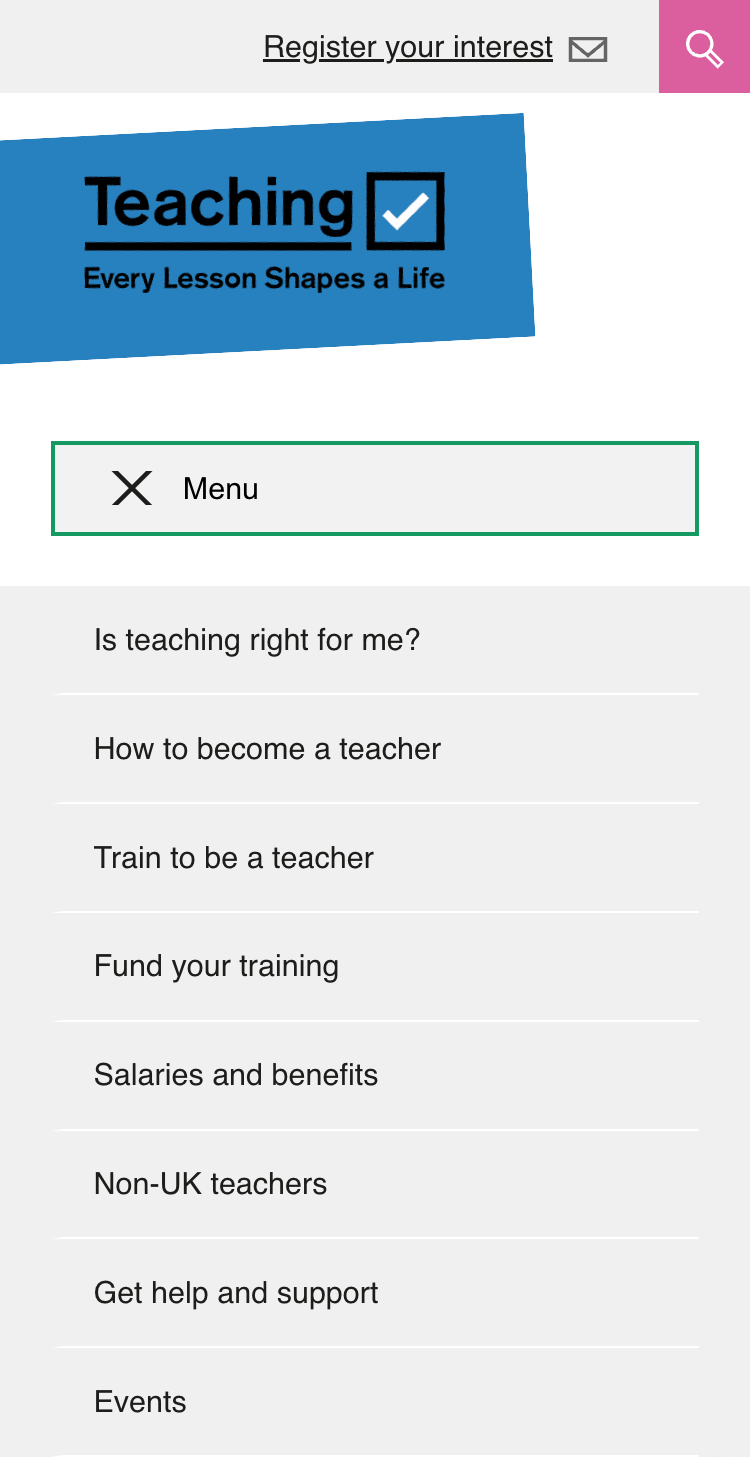 Register your interest
Teaching
Every Lesson Shapes a Life
Menu
Is teaching right for me?
How to become a teacher
Train to be a teacher
Fund your training
Salaries and benefits
Non-UK teachers
Get help and support
Events